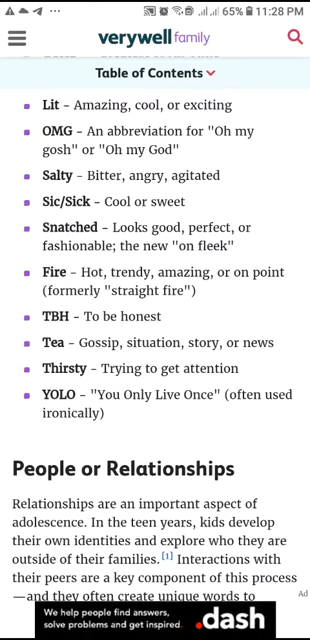 65% 11:28 PM
verywell family
Table of Contents
Lit - Amazing, cool, or exciting
OMG - An abbreviation for "Oh my
gosh" or "Oh my God"
Salty - Bitter, angry, agitated
Sic/Sick - Cool or sweet
Snatched - Looks good, perfect, or
fashionable; the new "on fleek"
Fire - Hot, trendy, amazing, or on point
(formerly "straight fire")
TBH - To be honest
Tea - Gossip, situation, story, or news
Thirsty - Trying to get attention
YOLO - "You Only Live Once" (often used
ironically)
People or Relationships
Relationships are an important aspect of
adolescence. In the teen years, kids develop
their own identities and explore who they are
outside of their families.[1] Interactions with
their peers are a key component of this process
—and they often create unique words to
Ad
We help people find answers,
solve problems and get inspired.
.dash